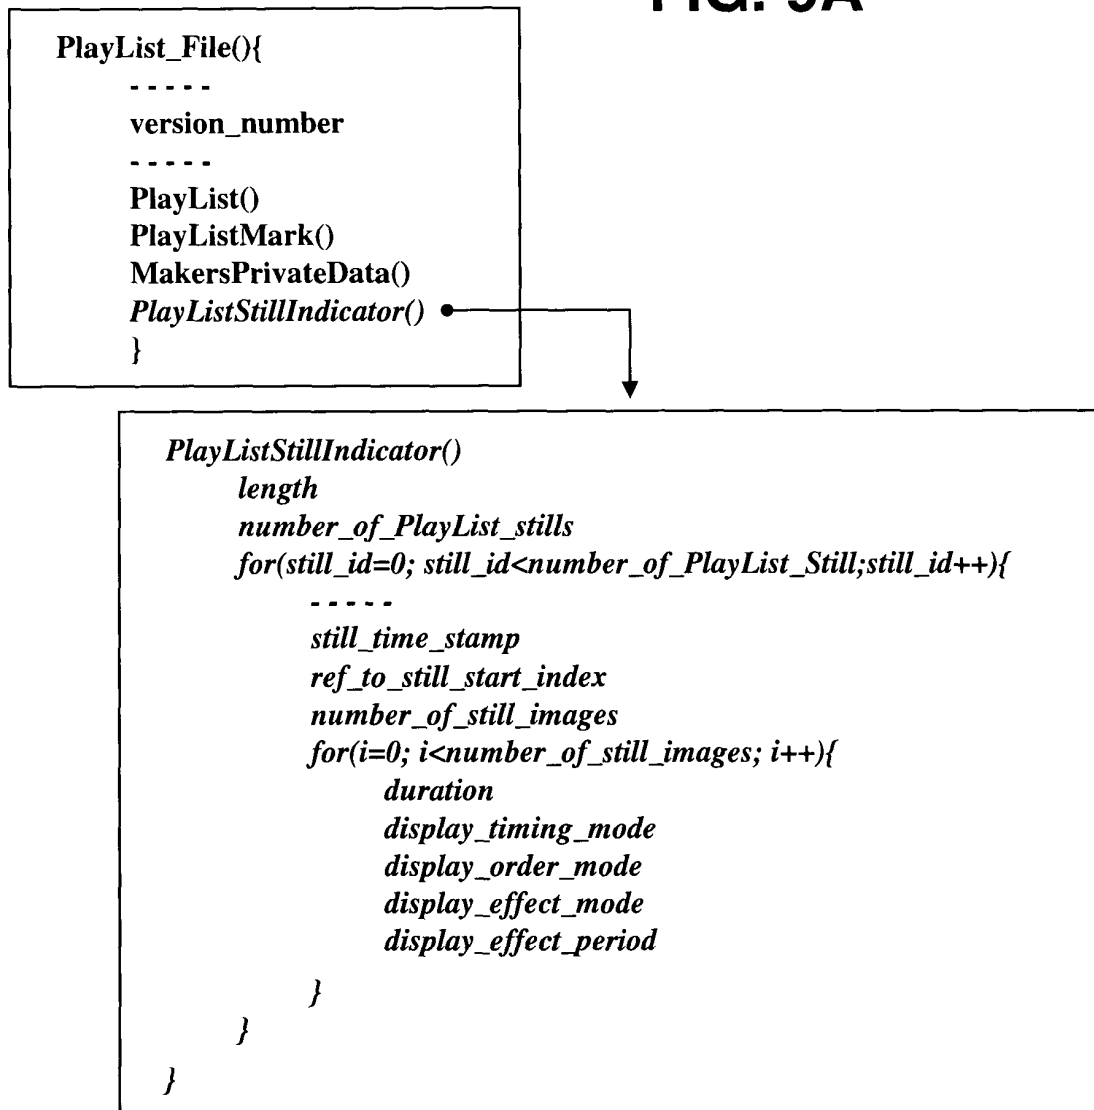 FIG. 9A
PlayList_File(){
- - - - -
version_number
- - - - -
PlayList()
PlayListMark()
MakersPrivateData()
PlayListStillIndicator()
}
PlayListStillIndicator()
length
number_of_PlayList_stills
for(still_id=0; still_id<number_of_PlayList_Still;still_id++){
- - - - -
still_time_stamp
ref_to_still_start_index
number_of_still_images
for(i=0; i<number_of_still_images; i++){
duration
display_timing_mode
display_order_mode
display_effect_mode
display_effect_period
}
}
}